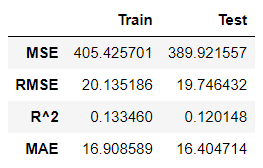 Train Test
MSE 405.425701 389.921557
RMSE 20.135186 19.746432
R^2 0.133460 0.120148
MAE 16.908589 16.404714